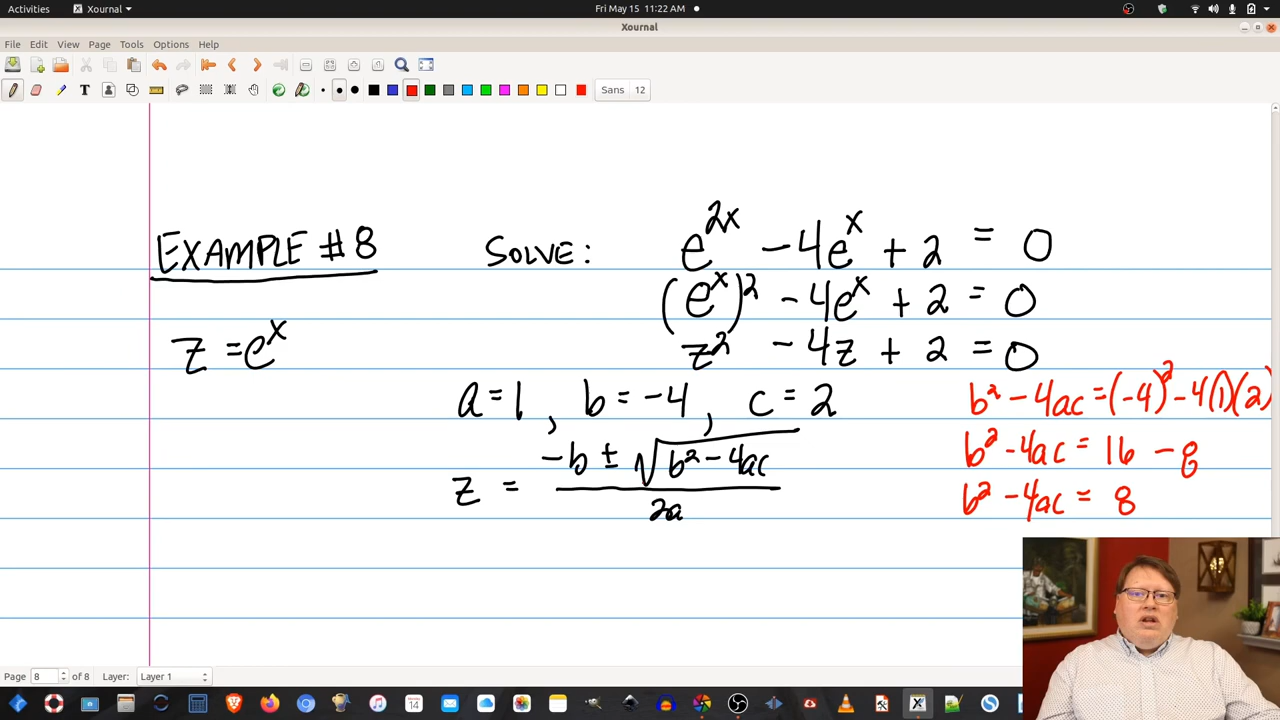 Activities Xournal Fri May 15 11:22 AM
Xournal
File Edit View Page Tools Options Help
Sans 12
EXAMPLE #8 SOLVE: e^{2x} - 4e^x + 2 = 0
(e^x)^2 - 4e^x + 2 = 0
z = e^x z^2 - 4z + 2 = 0
a = 1, b = -4, c = 2 b^2 - 4ac = (-4)^2 - 4(1)(2)
z = \frac{-b ± \sqrt{b^2 - 4ac}}{2a} b^2 - 4ac = 16 - 8
b^2 - 4ac = 8
Page 8 of 8 Layer: Layer 1